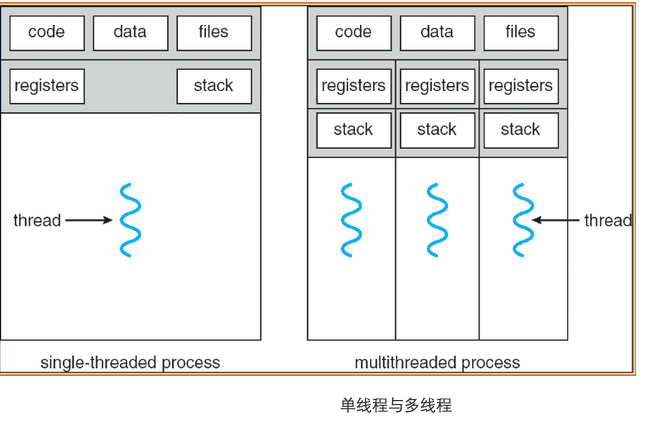 code data files code data files
registers stack registers registers registers
stack stack stack
thread thread
single-threaded process multithreaded process
单线程与多线程